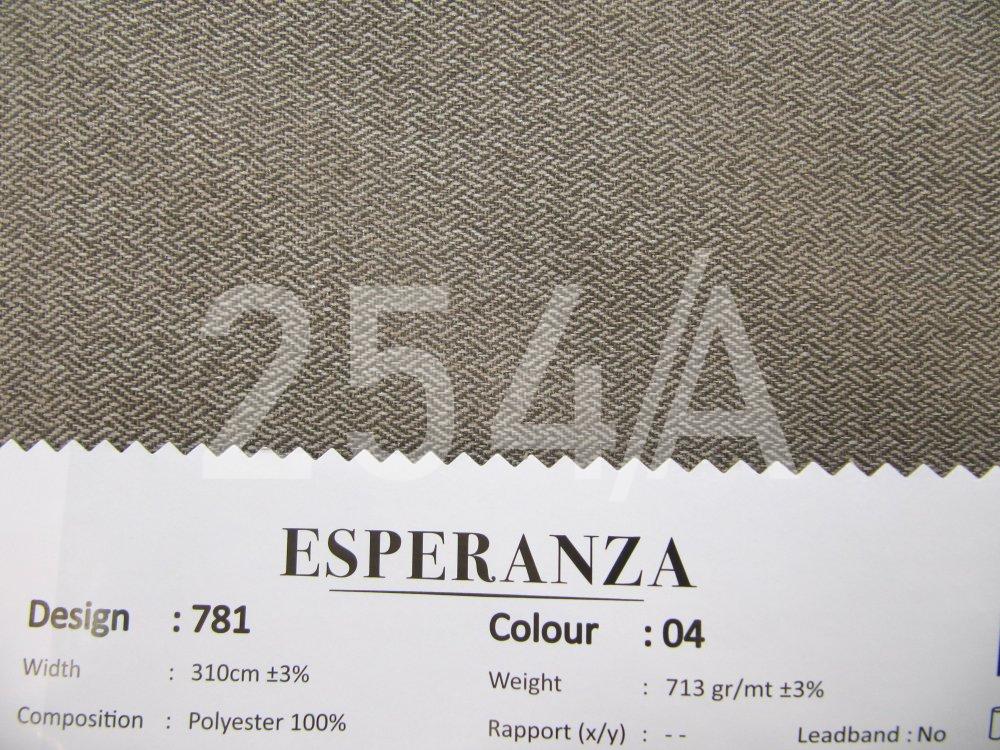 254/A
ESPERANZA
Design : 781 Colour : 04
Width : 310cm ±3% Weight : 713 gr/mt ±3%
Composition : Polyester 100% Rapport (x/y) : - - Leadband : No